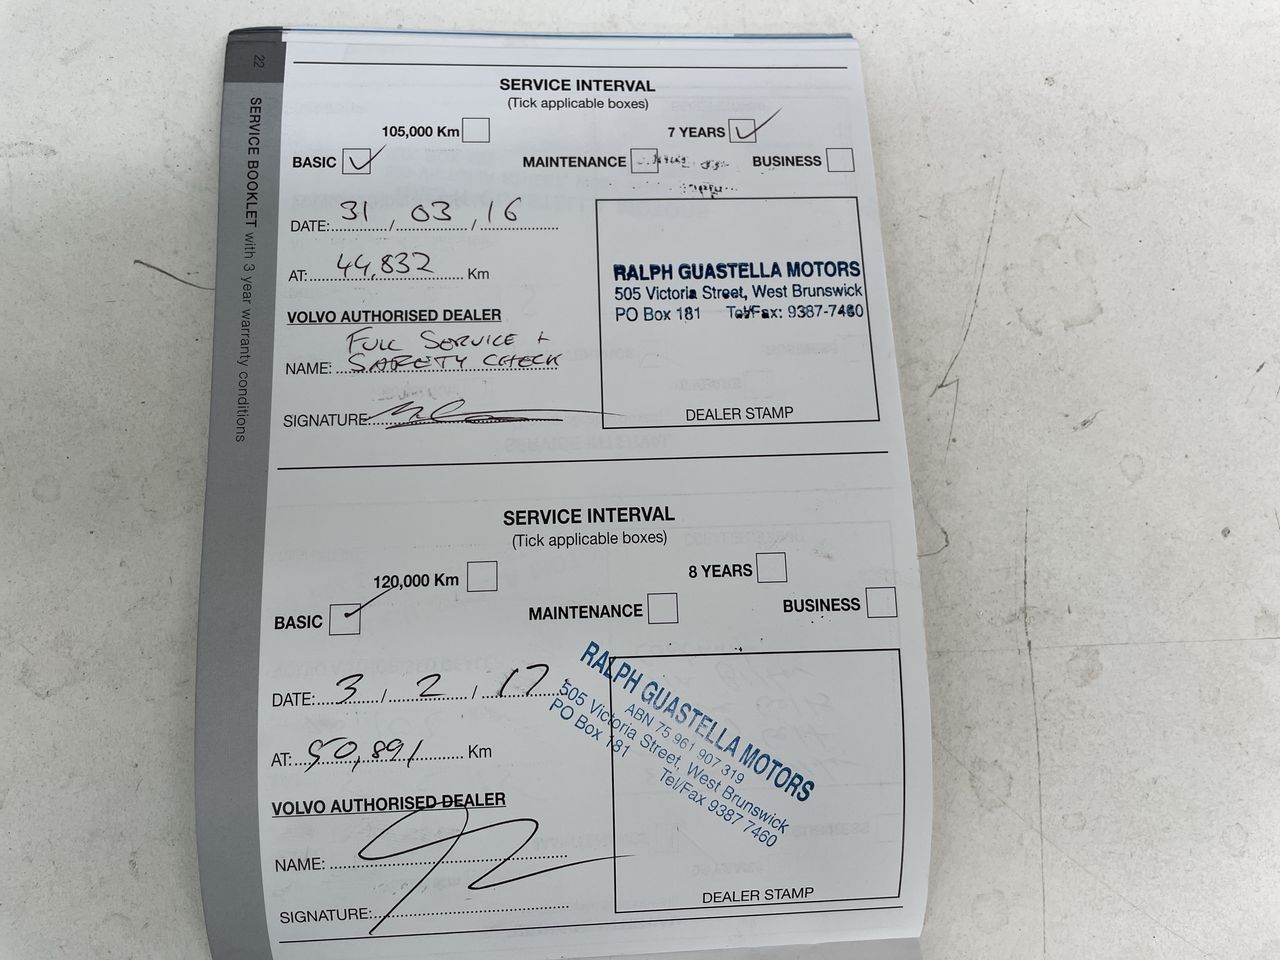 22
SERVICE BOOKLET with 3 year warranty conditions
SERVICE INTERVAL
(Tick applicable boxes)
105,000 Km
7 YEARS
BASIC
MAINTENANCE
BUSINESS
DATE: 31 / 03 / 16
AT: 44,832 Km
VOLVO AUTHORISED DEALER
FULL SERVICE +
NAME: SAFETY CHECK
SIGNATURE:
RALPH GUASTELLA MOTORS
505 Victoria Street, West Brunswick
PO Box 181 Tel/Fax: 9387-7460
DEALER STAMP
SERVICE INTERVAL
(Tick applicable boxes)
120,000 Km
8 YEARS
BASIC
MAINTENANCE
BUSINESS
DATE: 3 / 2 / 17
AT: 50,891 Km
VOLVO AUTHORISED DEALER
NAME:
SIGNATURE:
RALPH GUASTELLA MOTORS
ABN 75 961 907 319
505 Victoria Street, West Brunswick
PO Box 181 Tel/Fax 9387 7460
DEALER STAMP